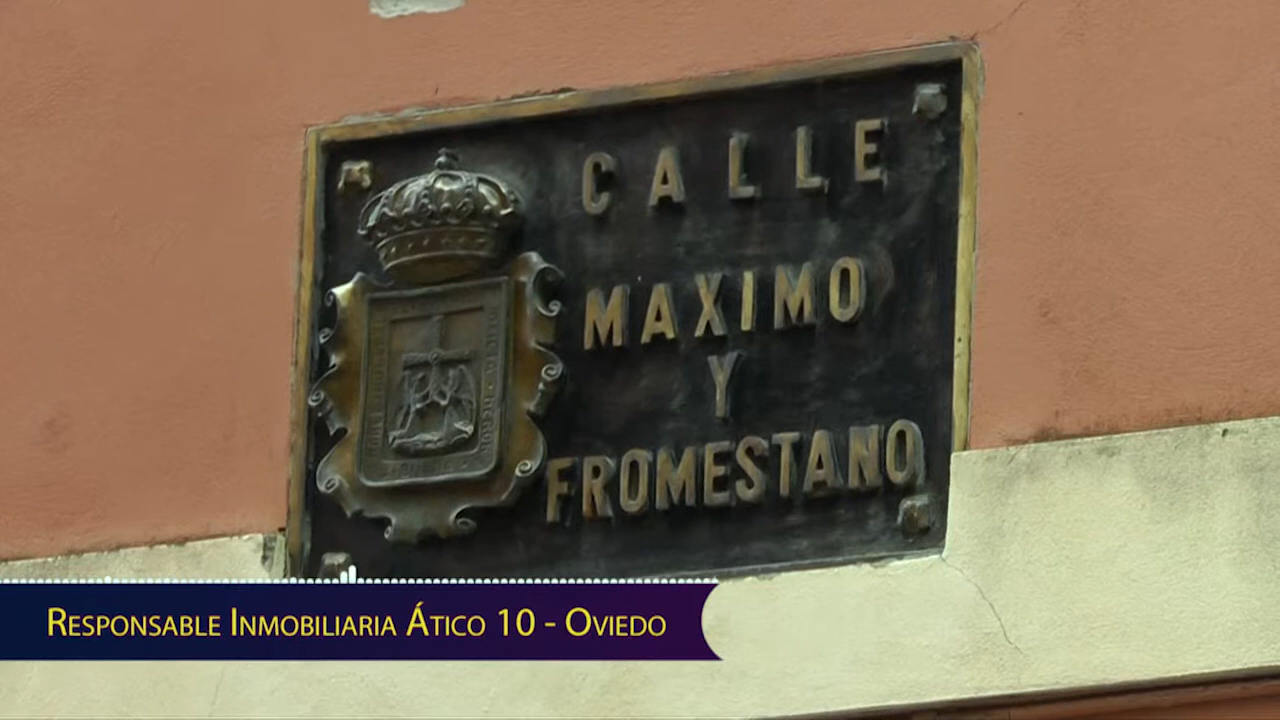 CALLE
MAXIMO
Y
FROMESTANO
RESPONSABLE INMOBILIARIA ÁTICO 10 - OVIEDO